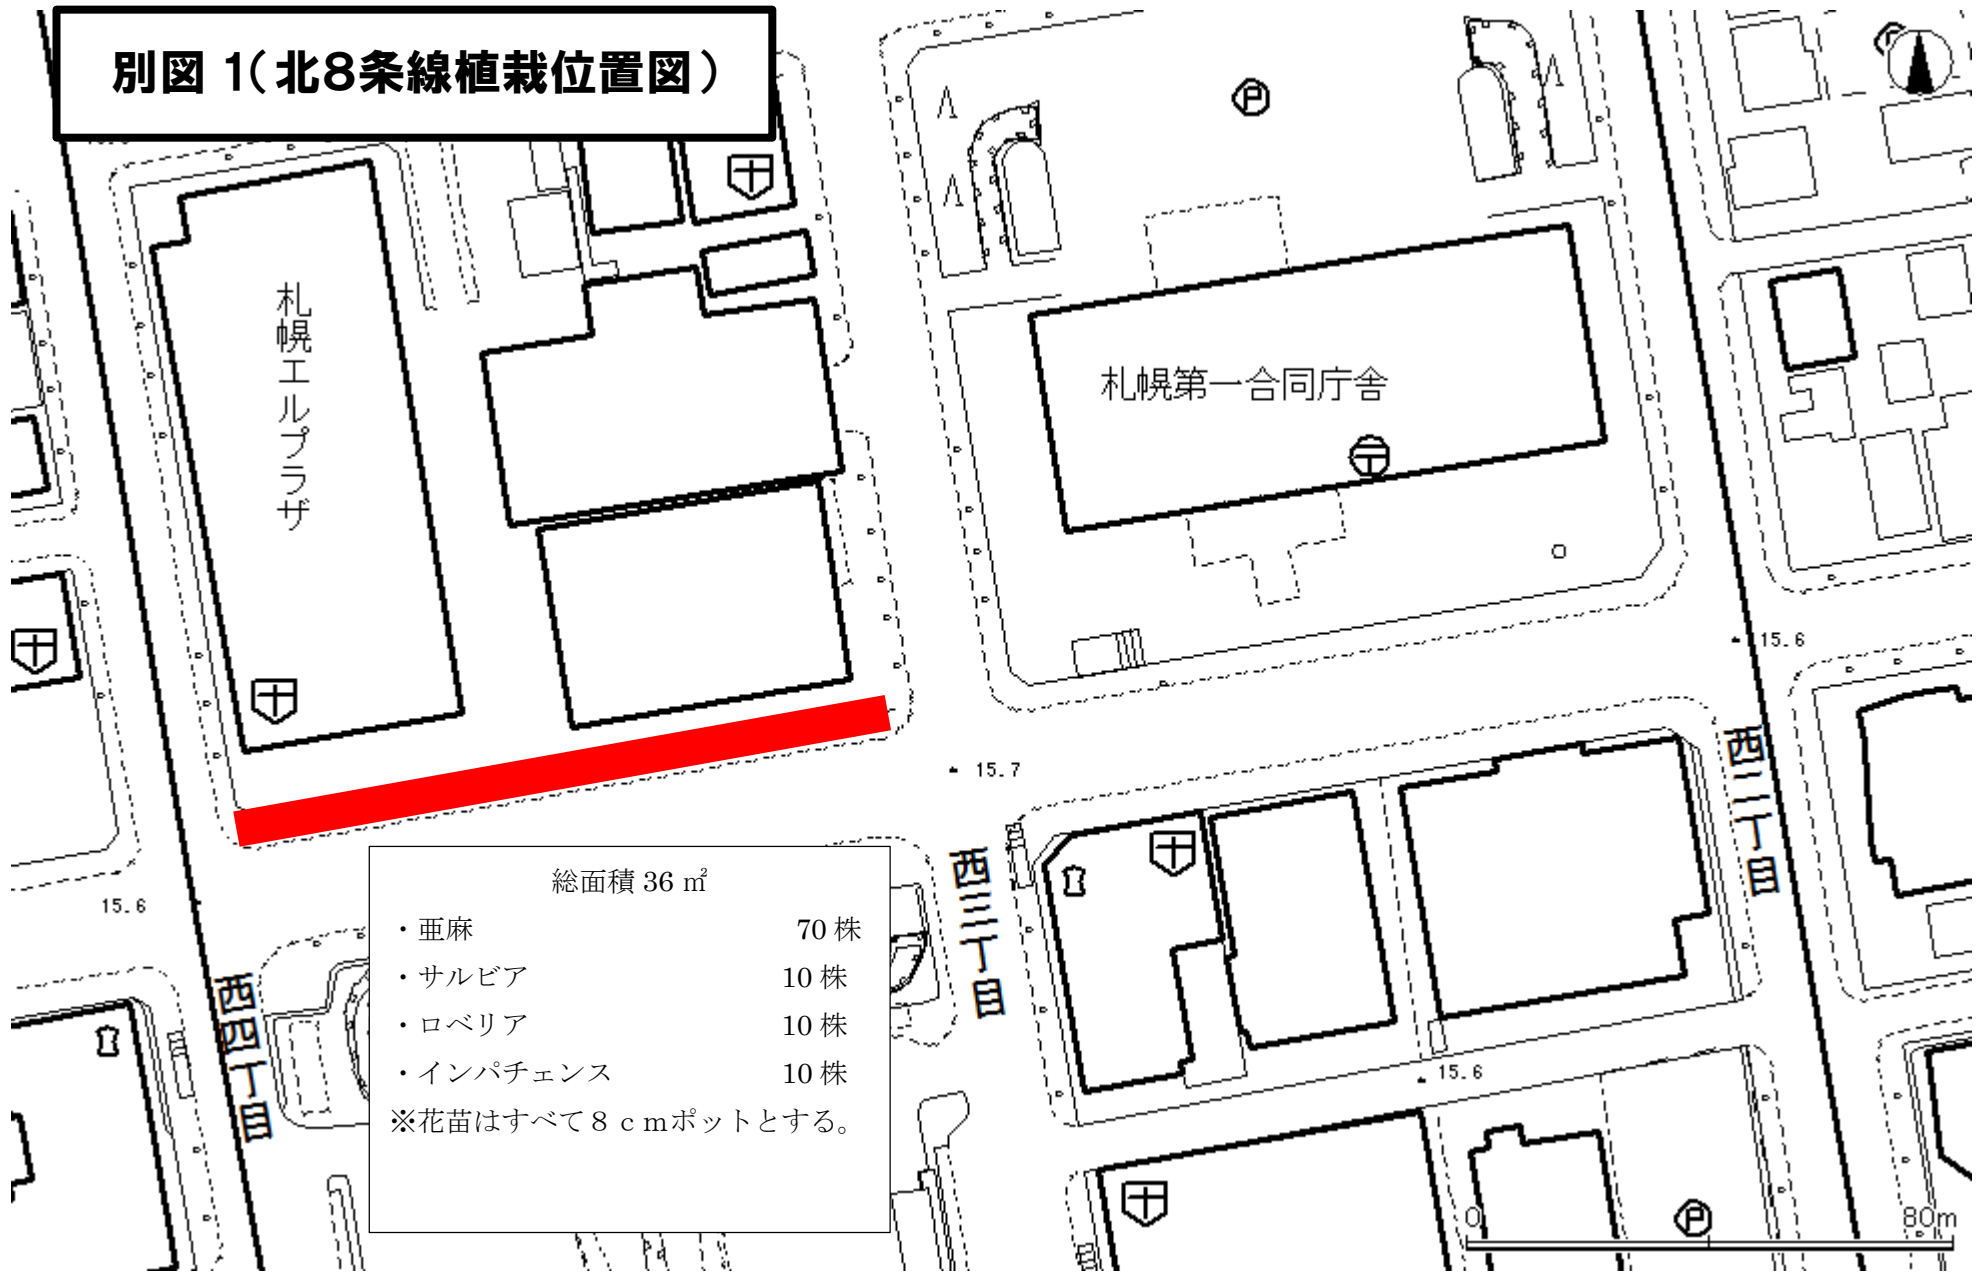 別図 1（北8条線植栽位置図）
札幌エルプラザ
札幌第一合同庁舎
15.6
15.7
西二丁目
西三丁目
15.6
西四丁目
総面積 36 ㎡
・亜麻 70 株
・サルビア 10 株
・ロベリア 10 株
・インパチェンス 10 株
※花苗はすべて８ｃｍポットとする。
15.6
0 80m